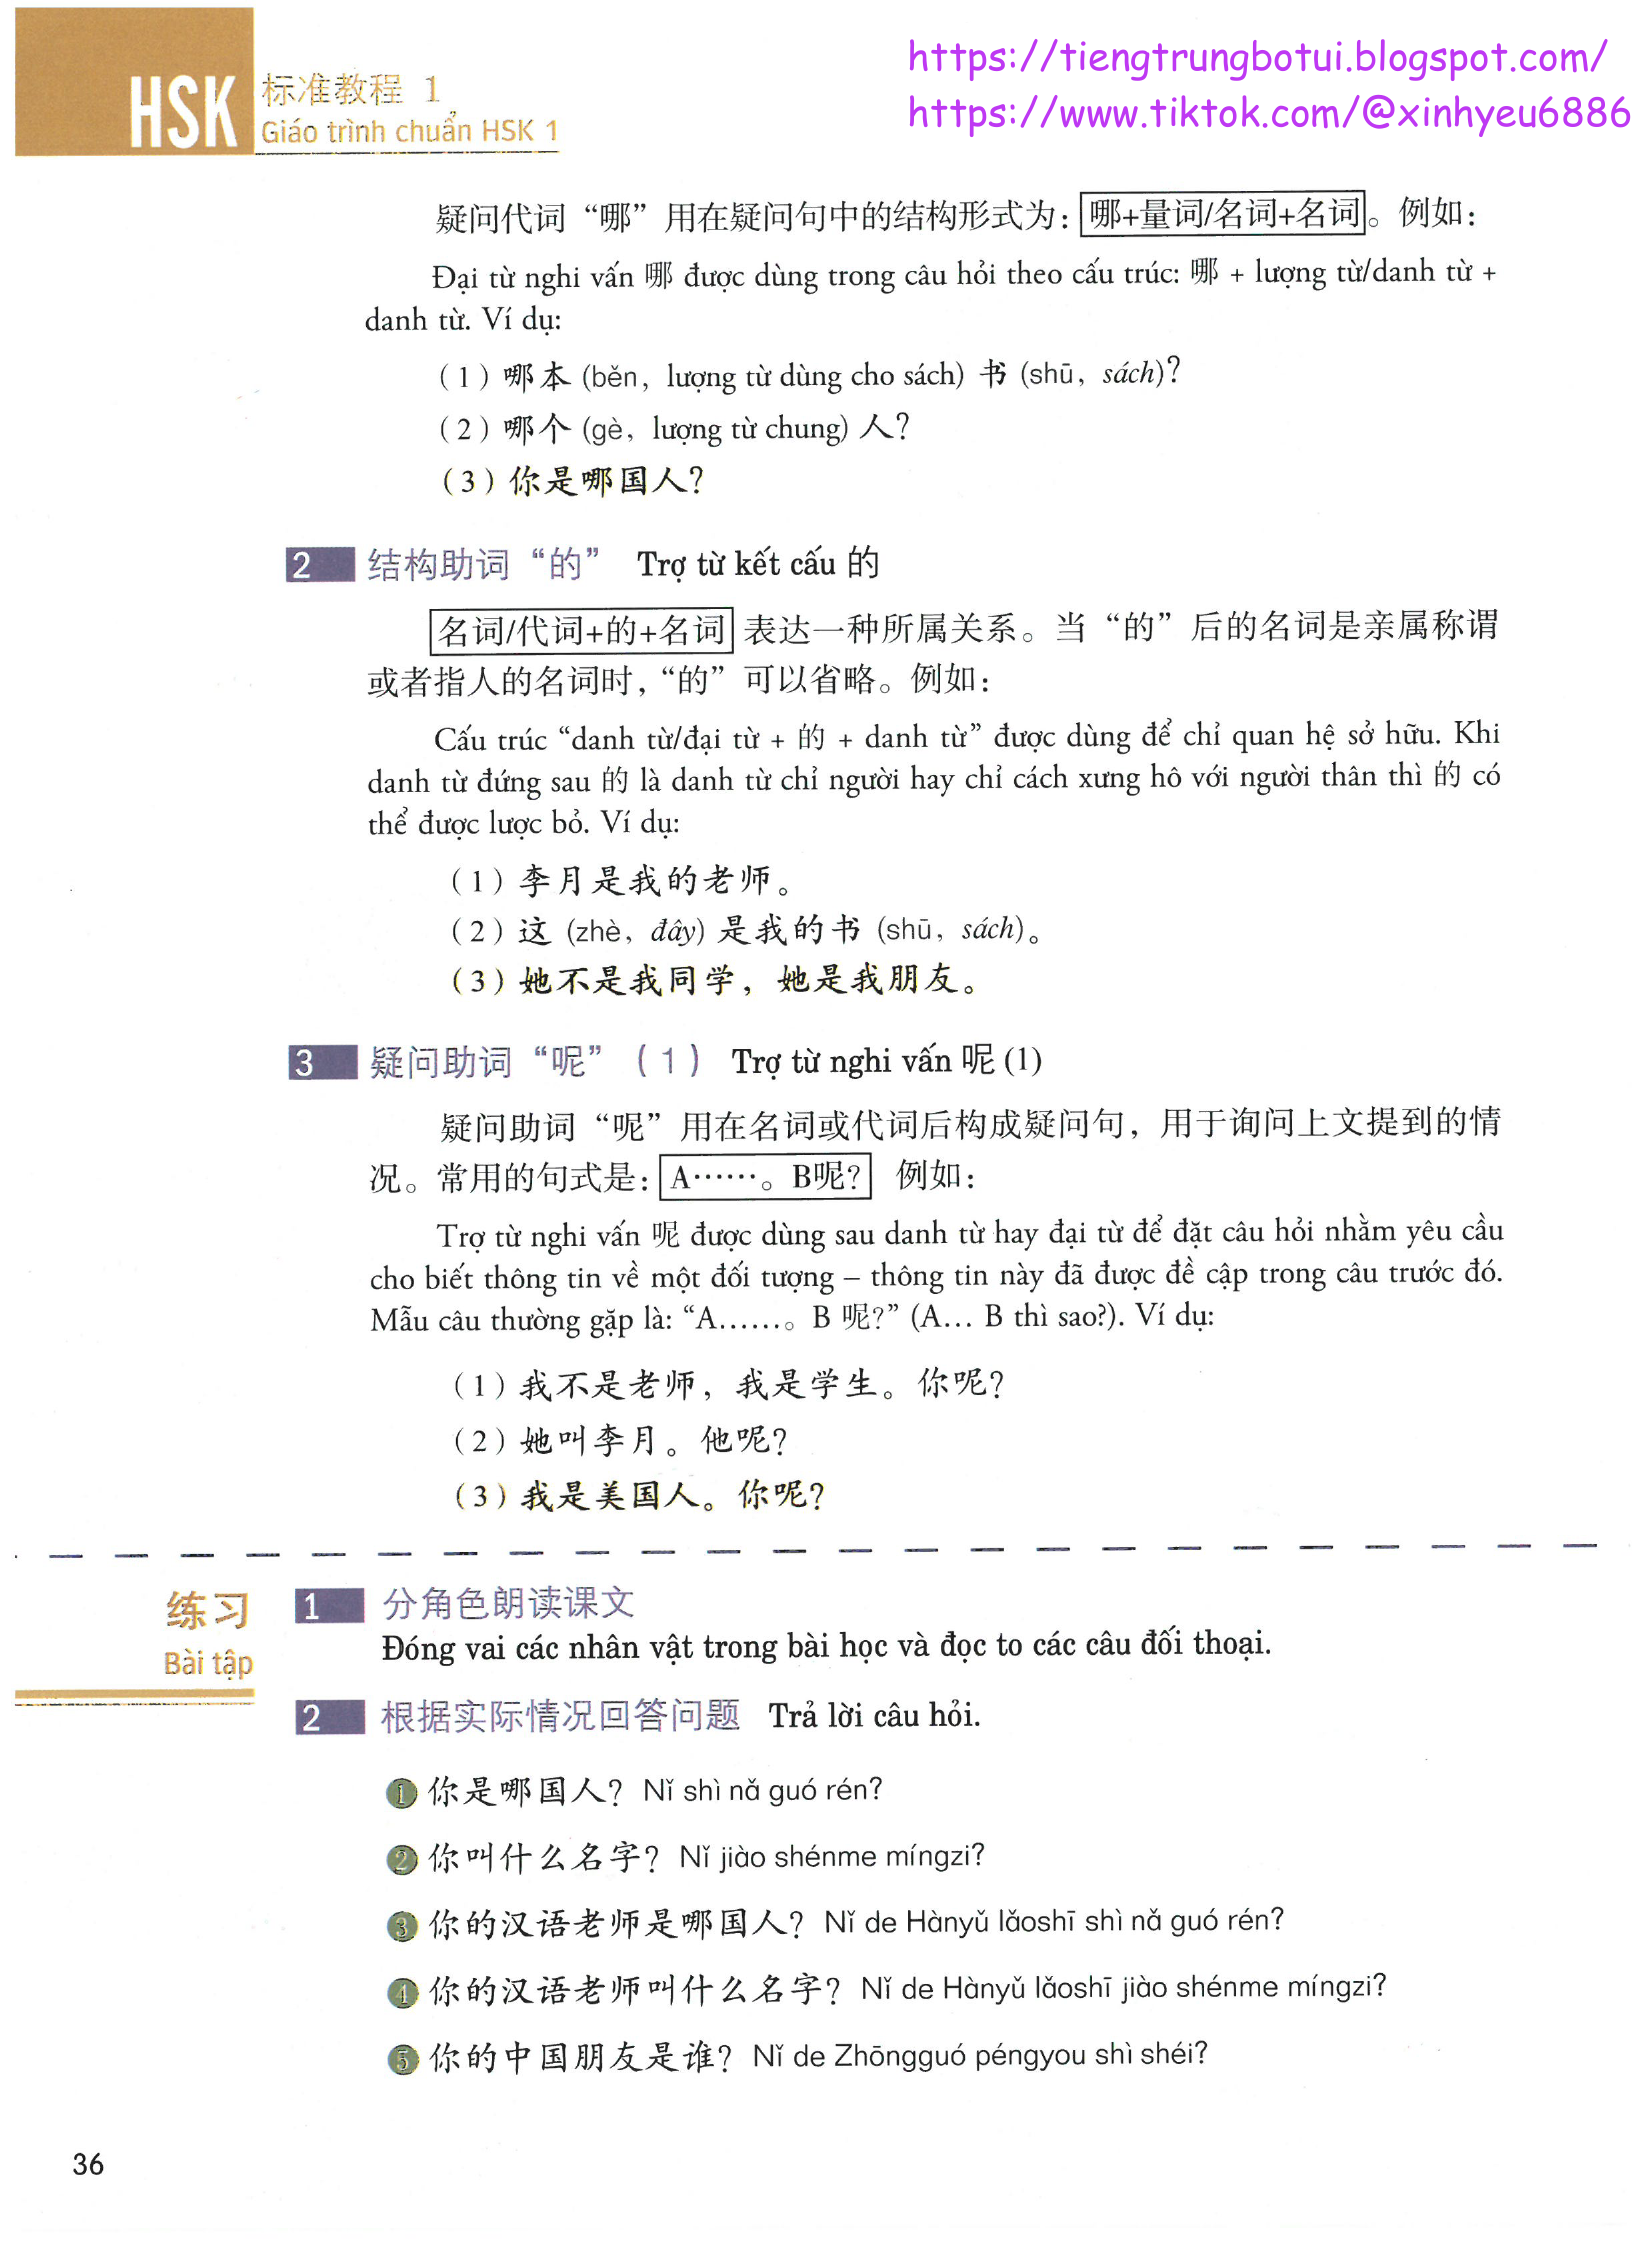 https://tiengtrungbotui.blogspot.com/
https://www.tiktok.com/@xinhyeu6886
HSK 标准教程 1
Giáo trình chuẩn HSK 1
疑问代词“哪”用在疑问句中的结构形式为：哪+量词/名词+名词。例如：
Đại từ nghi vấn 哪 được dùng trong câu hỏi theo cấu trúc: 哪 + lượng từ/danh từ +
danh từ. Ví dụ:
（1）哪本 (běn, lượng từ dùng cho sách) 书 (shū, sách)?
（2）哪个 (gè, lượng từ chung) 人?
（3）你是哪国人?
2 结构助词“的” Trợ từ kết cấu 的
名词/代词+的+名词 表达一种所属关系。当“的”后的名词是亲属称谓
或者指人的名词时，“的”可以省略。例如：
Cấu trúc “danh từ/đại từ + 的 + danh từ” được dùng để chỉ quan hệ sở hữu. Khi
danh từ đứng sau 的 là danh từ chỉ người hay chỉ cách xưng hô với người thân thì 的 có
thể được lược bỏ. Ví dụ:
（1）李月是我的老师。
（2）这 (zhè, đây) 是我的书 (shū, sách)。
（3）她不是我同学，她是我朋友。
3 疑问助词“呢”（1） Trợ từ nghi vấn 呢 (1)
疑问助词“呢”用在名词或代词后构成疑问句，用于询问上文提到的情
况。常用的句式是：A……。B呢? 例如：
Trợ từ nghi vấn 呢 được dùng sau danh từ hay đại từ để đặt câu hỏi nhằm yêu cầu
cho biết thông tin về một đối tượng – thông tin này đã được đề cập trong câu trước đó.
Mẫu câu thường gặp là: “A……。B 呢?” (A... B thì sao?). Ví dụ:
（1）我不是老师，我是学生。你呢?
（2）她叫李月。他呢?
（3）我是美国人。你呢?
练习
Bài tập
1 分角色朗读课文
Đóng vai các nhân vật trong bài học và đọc to các câu đối thoại.
2 根据实际情况回答问题 Trả lời câu hỏi.
❶ 你是哪国人? Nǐ shì nǎ guó rén?
❷ 你叫什么名字? Nǐ jiào shénme míngzi?
❸ 你的汉语老师是哪国人? Nǐ de Hànyǔ lǎoshī shì nǎ guó rén?
❹ 你的汉语老师叫什么名字? Nǐ de Hànyǔ lǎoshī jiào shénme míngzi?
❺ 你的中国朋友是谁? Nǐ de Zhōngguó péngyou shì shéi?
36